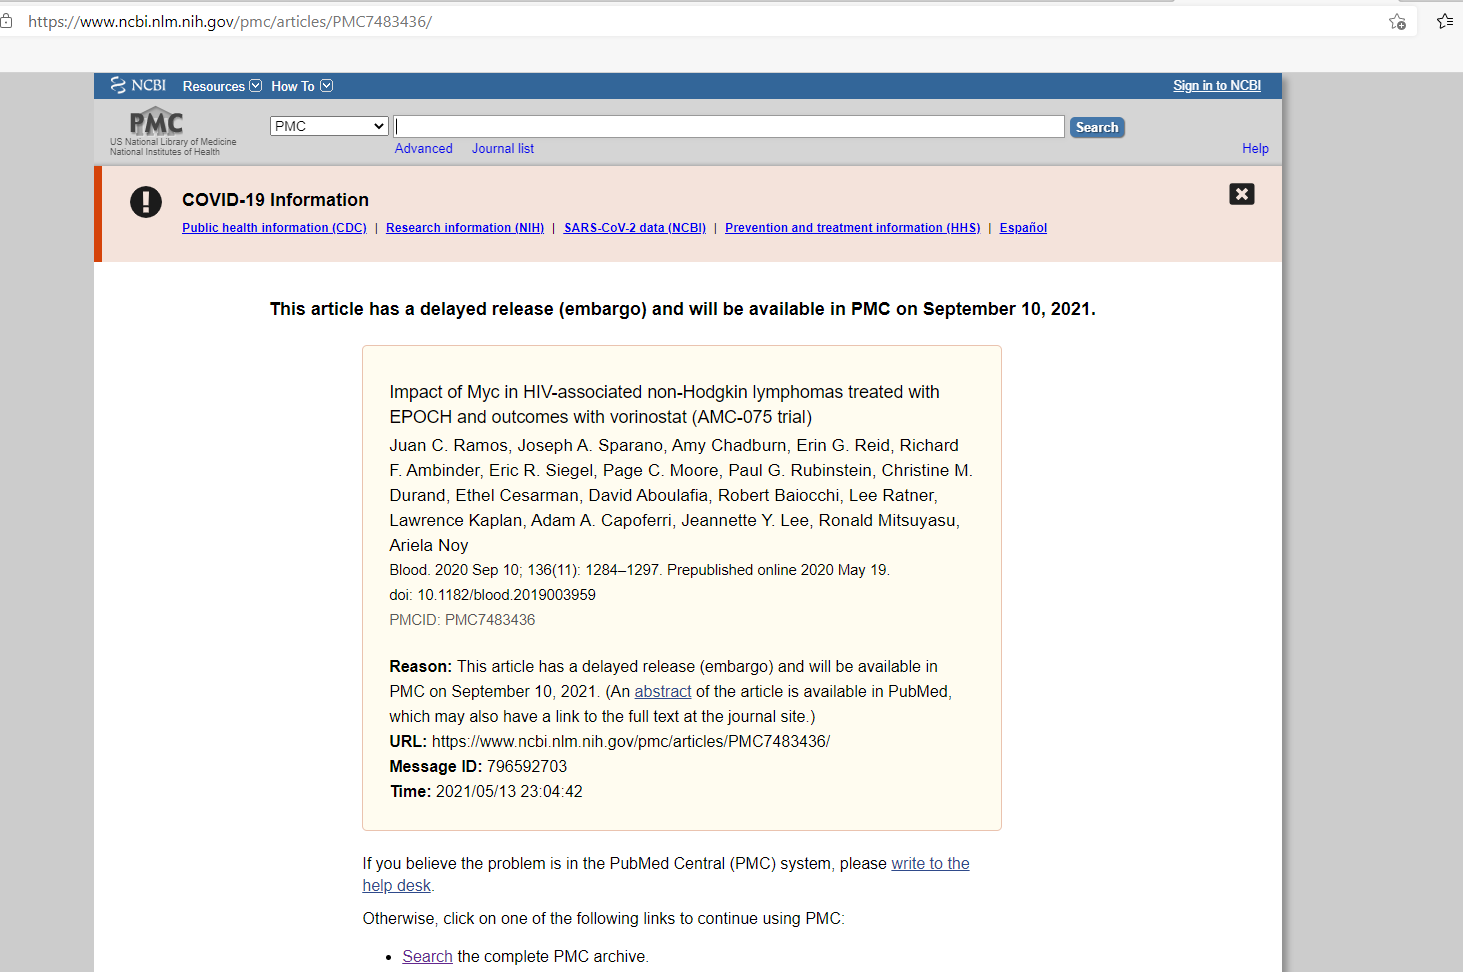 https://www.ncbi.nlm.nih.gov/pmc/articles/PMC7483436/
NCBI Resources How To Sign in to NCBI
PMC
US National Library of Medicine
National Institutes of Health
PMC Search
Advanced Journal list Help
COVID-19 Information
Public health information (CDC) | Research information (NIH) | SARS-CoV-2 data (NCBI) | Prevention and treatment information (HHS) | Español
This article has a delayed release (embargo) and will be available in PMC on September 10, 2021.
Impact of Myc in HIV-associated non-Hodgkin lymphomas treated with
EPOCH and outcomes with vorinostat (AMC-075 trial)
Juan C. Ramos, Joseph A. Sparano, Amy Chadburn, Erin G. Reid, Richard
F. Ambinder, Eric R. Siegel, Page C. Moore, Paul G. Rubinstein, Christine M.
Durand, Ethel Cesarman, David Aboulafia, Robert Baiocchi, Lee Ratner,
Lawrence Kaplan, Adam A. Capoferri, Jeannette Y. Lee, Ronald Mitsuyasu,
Ariela Noy
Blood. 2020 Sep 10; 136(11): 1284–1297. Prepublished online 2020 May 19.
doi: 10.1182/blood.2019003959
PMCID: PMC7483436
Reason: This article has a delayed release (embargo) and will be available in
PMC on September 10, 2021. (An abstract of the article is available in PubMed,
which may also have a link to the full text at the journal site.)
URL: https://www.ncbi.nlm.nih.gov/pmc/articles/PMC7483436/
Message ID: 796592703
Time: 2021/05/13 23:04:42
If you believe the problem is in the PubMed Central (PMC) system, please write to the
help desk.
Otherwise, click on one of the following links to continue using PMC:
• Search the complete PMC archive.